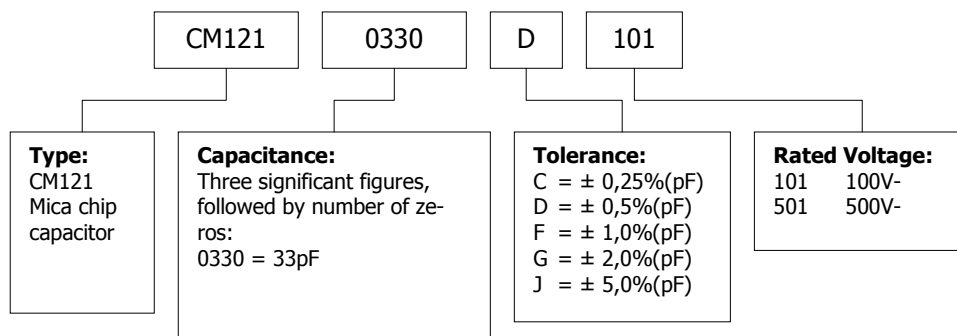 CM121 0330 D 101
Type:
CM121
Mica chip
capacitor
Capacitance:
Three significant figures,
followed by number of ze-
ros:
0330 = 33pF
Tolerance:
C = ± 0,25%(pF)
D = ± 0,5%(pF)
F = ± 1,0%(pF)
G = ± 2,0%(pF)
J = ± 5,0%(pF)
Rated Voltage:
101 100V-
501 500V-